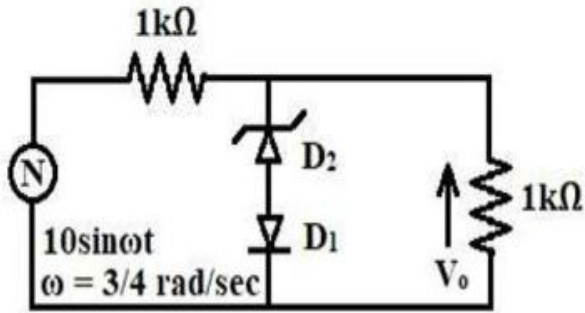 1kΩ
N
D₂
D₁
1kΩ
V₀
10sinωt
ω = 3/4 rad/sec